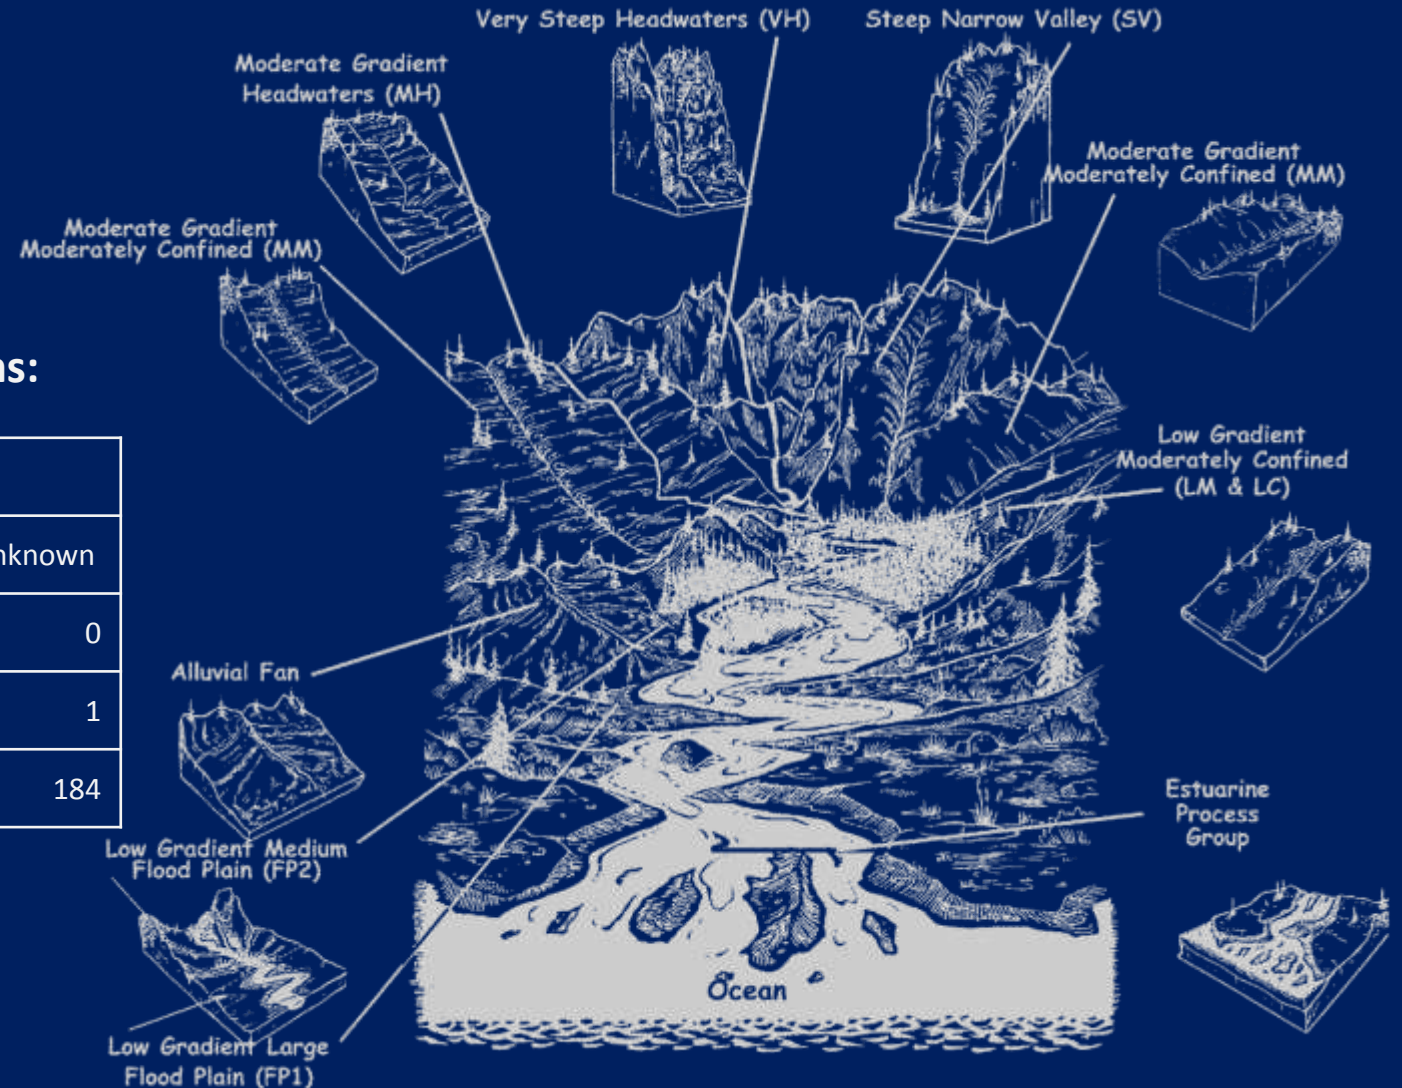 Very Steep Headwaters (VH)
Steep Narrow Valley (SV)
Moderate Gradient
Headwaters (MH)
Moderate Gradient
Moderately Confined (MM)
Moderate Gradient
Moderately Confined (MM)
ns:
nknown
0
1
184
Low Gradient
Moderately Confined
(LM & LC)
Alluvial Fan
Estuarine
Process
Group
Low Gradient Medium
Flood Plain (FP2)
Ocean
Low Gradient Large
Flood Plain (FP1)